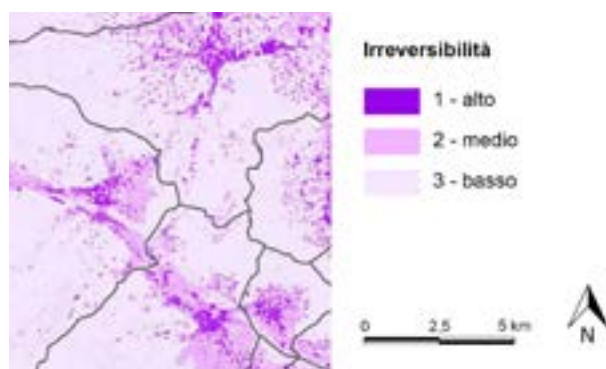 Irreversibilità
1 - alto
2 - medio
3 - basso
0 2,5 5 km
N